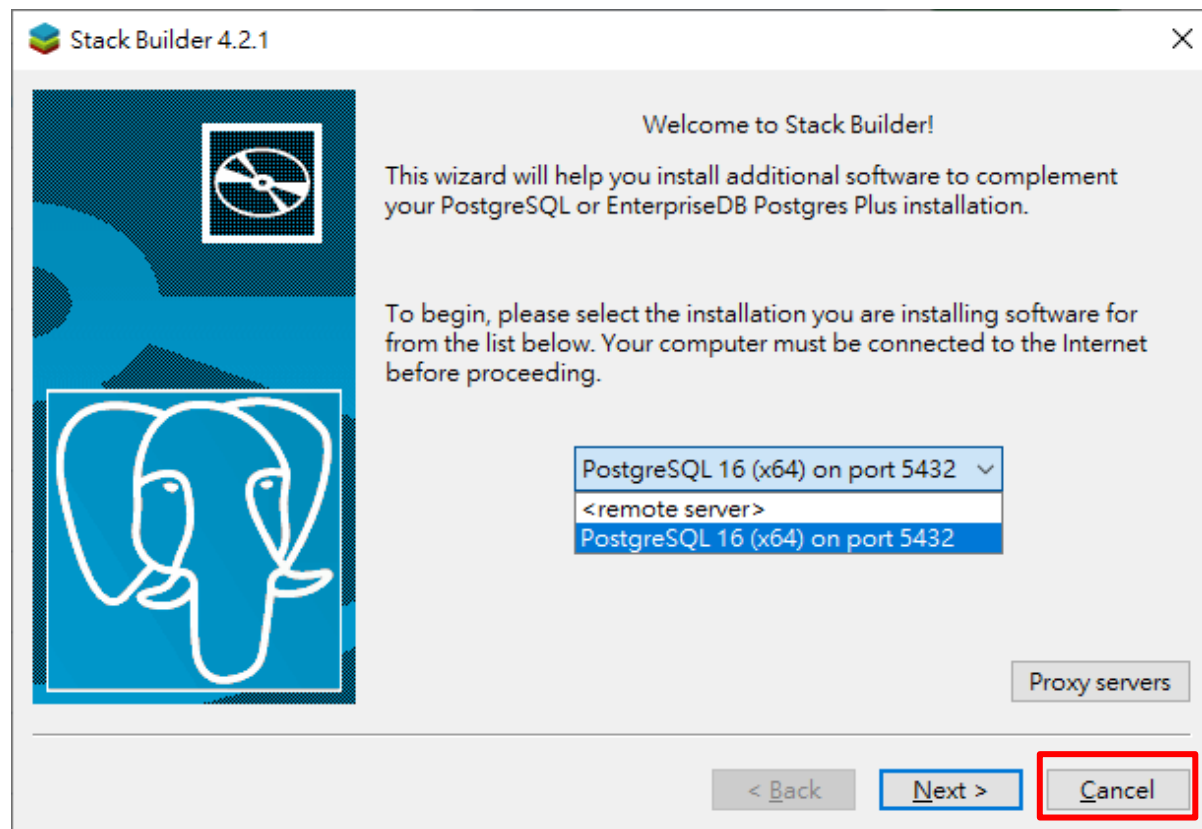 Stack Builder 4.2.1
Welcome to Stack Builder!
This wizard will help you install additional software to complement
your PostgreSQL or EnterpriseDB Postgres Plus installation.
To begin, please select the installation you are installing software for
from the list below. Your computer must be connected to the Internet
before proceeding.
PostgreSQL 16 (x64) on port 5432
<remote server>
PostgreSQL 16 (x64) on port 5432
Proxy servers
< Back
Next >
Cancel